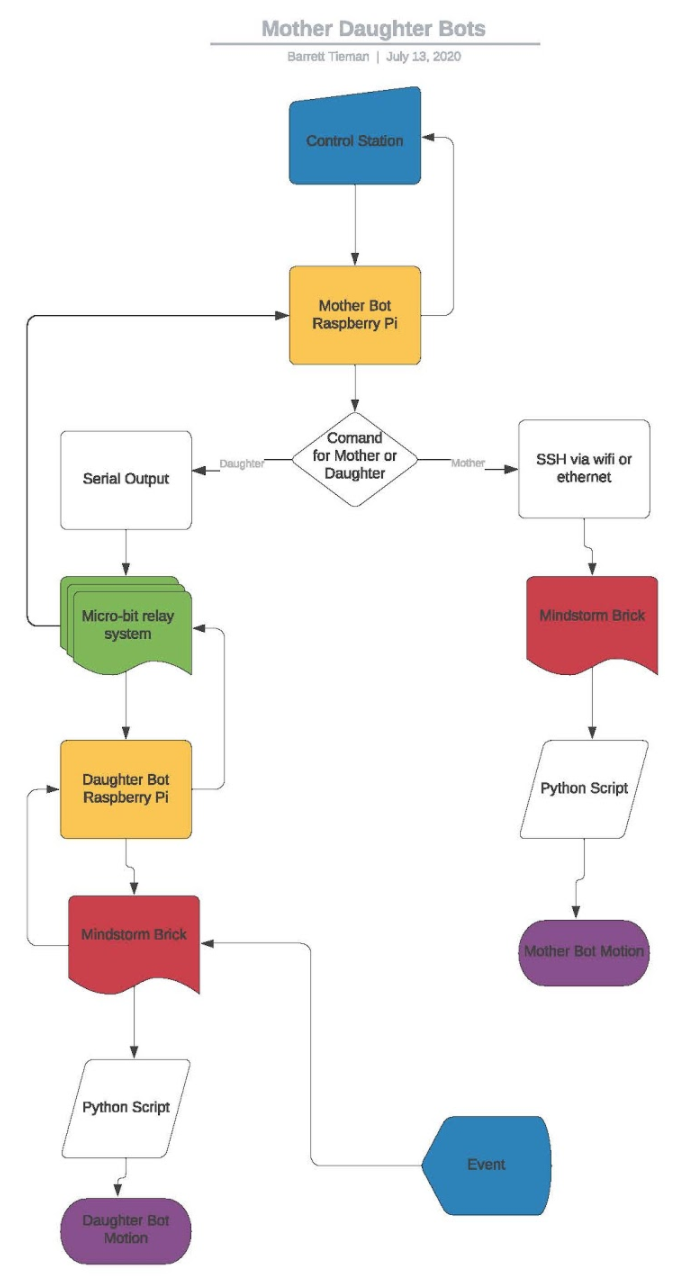 Mother Daughter Bots
Barrett Tieman | July 13, 2020
Control Station
Mother Bot
Raspberry Pi
Comand
for Mother or
Daughter
Daughter
Mother
Serial Output
SSH via wifi or
ethernet
Micro-bit relay
system
Mindstorm Brick
Daughter Bot
Raspberry Pi
Python Script
Mindstorm Brick
Mother Bot Motion
Python Script
Event
Daughter Bot
Motion